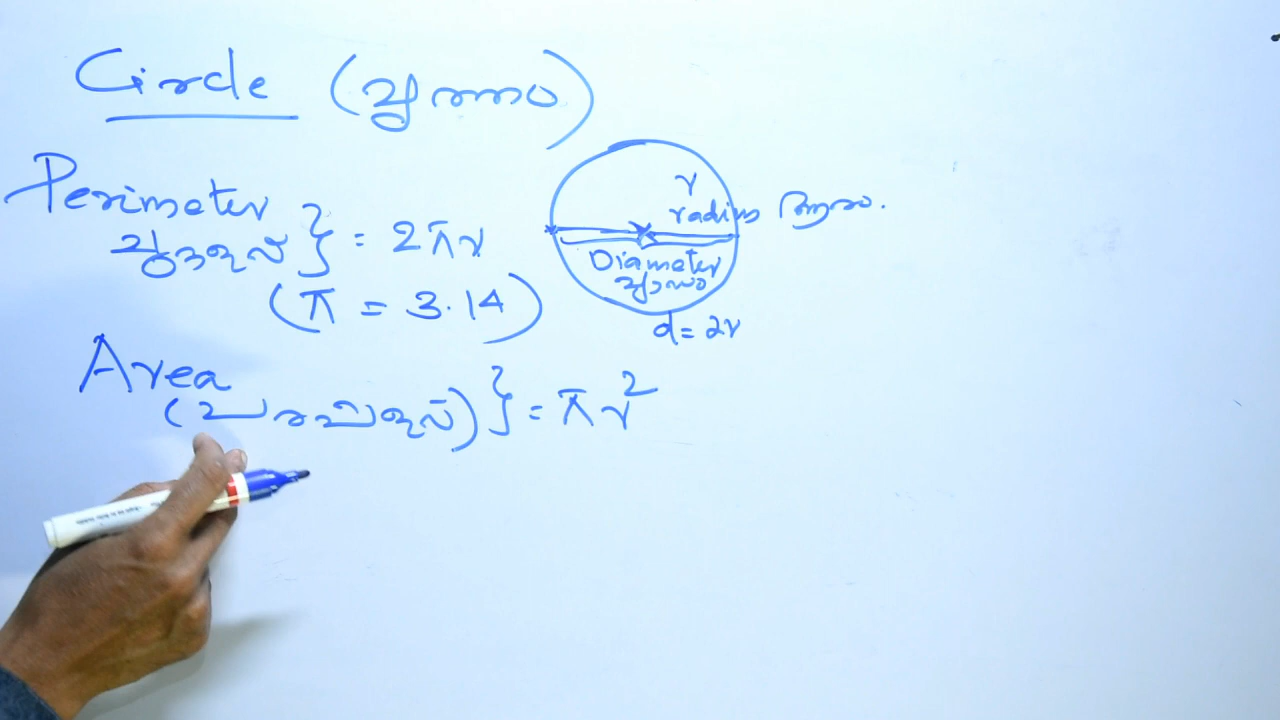 Circle (വൃത്തം)
Perimeter
ചുറ്റളവ് } = 2πr
(π = 3.14)
r
radius ആരം.
Diameter
വ്യാസം
d = 2r
Area
(പരപ്പളവ്) } = πr²